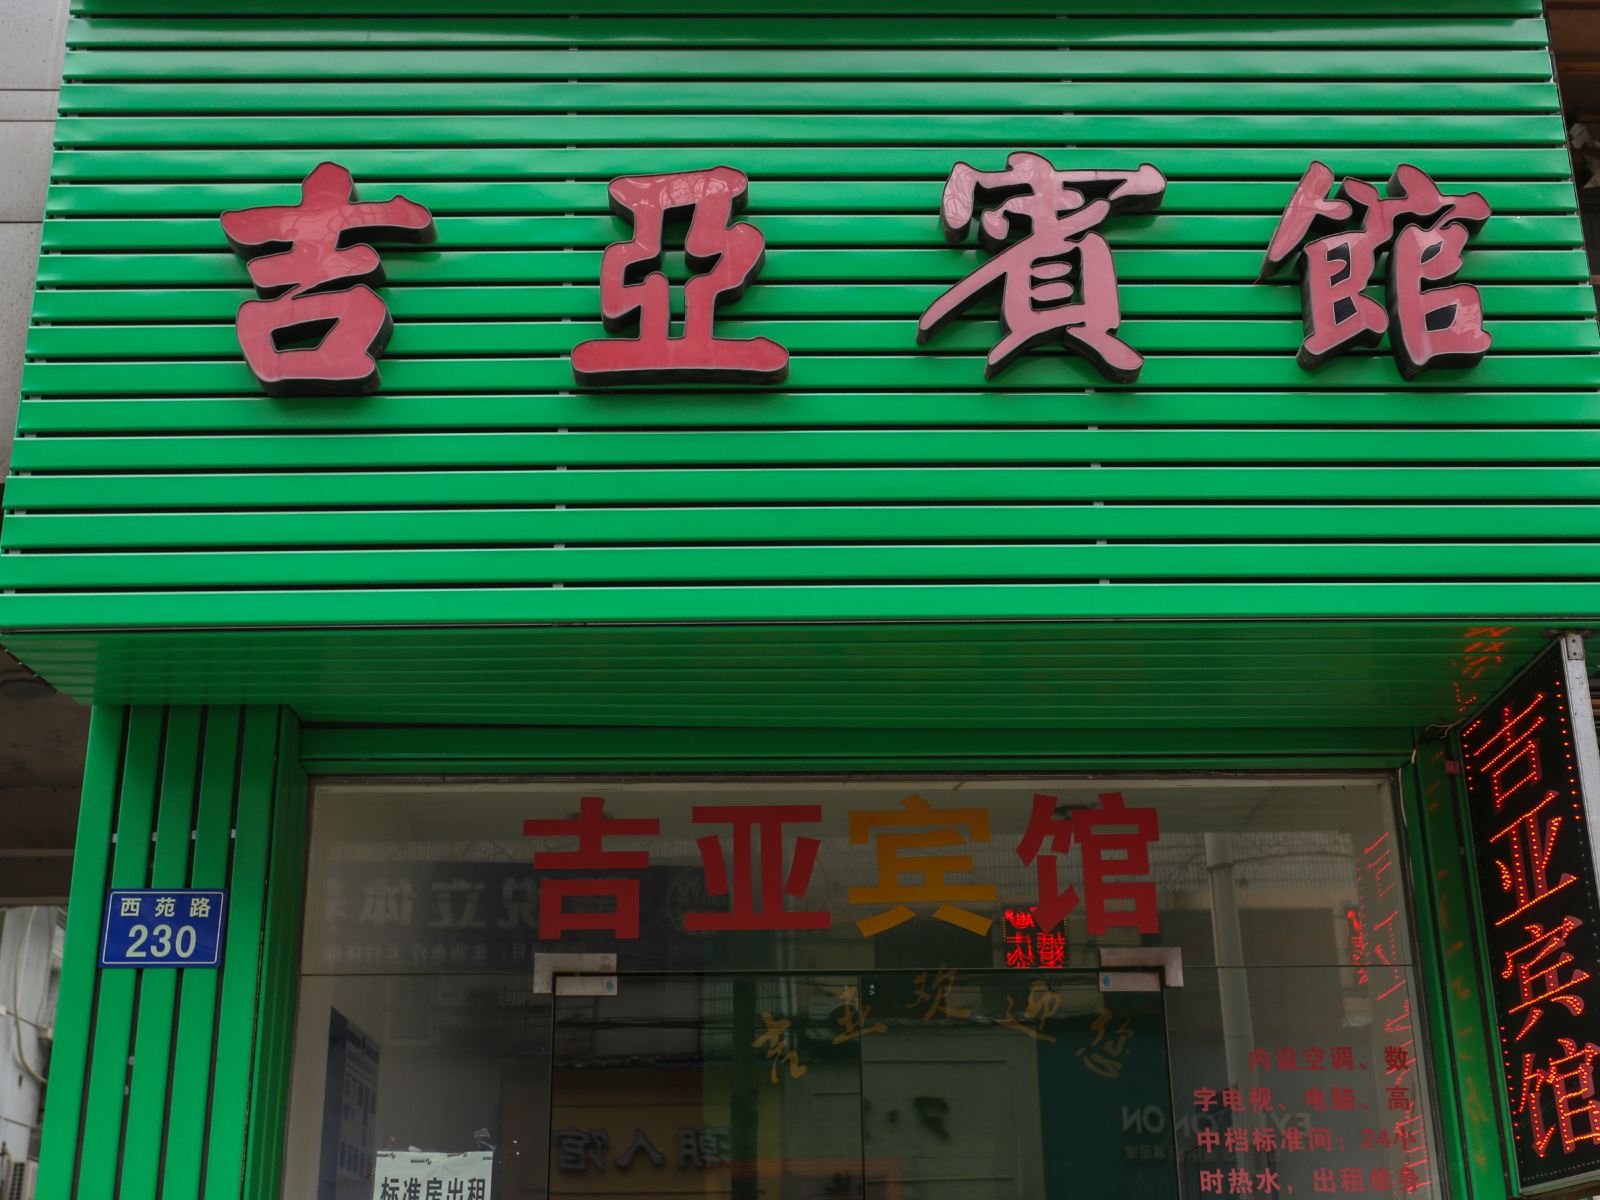 吉亞賓館
吉亚宾馆
吉亚宾馆
西苑路
230
吉亚欢迎您
内设空调、数
字电视、电脑、高
中档标准间；24小
时热水，出租单
标准房出租